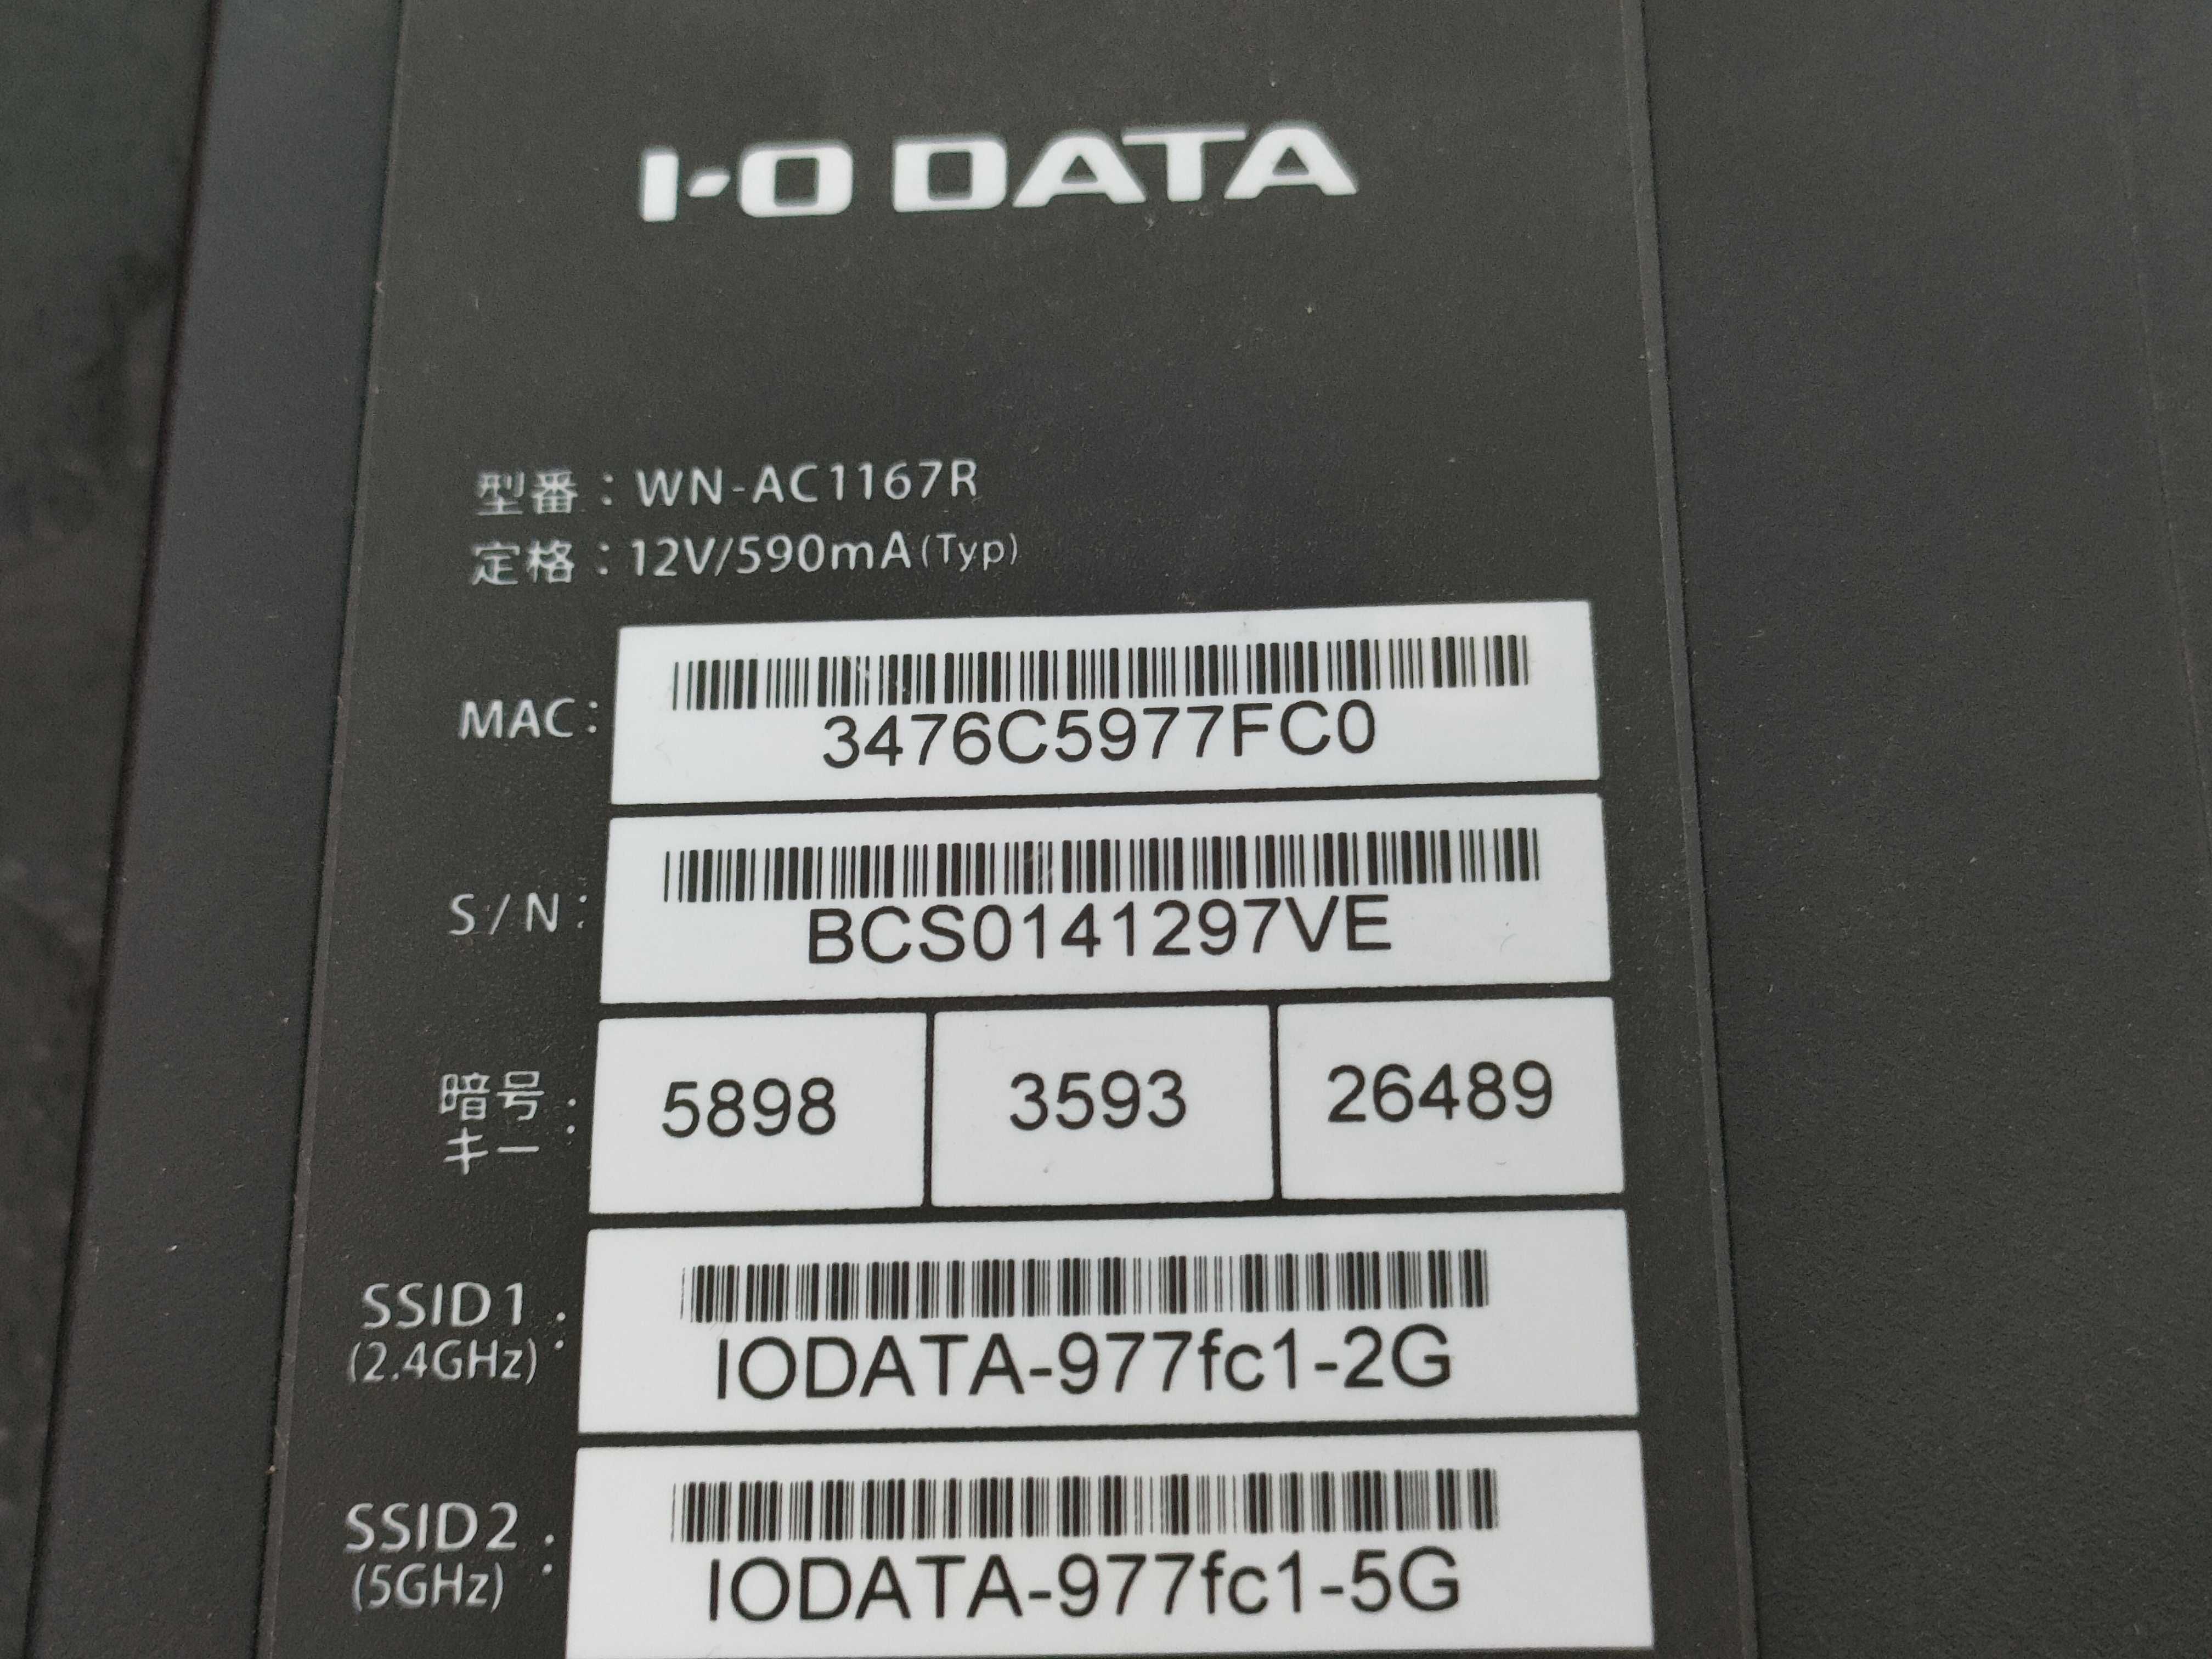 I-O DATA
型番：WN-AC1167R
定格：12V/590mA(Typ)
MAC: 3476C5977FC0
S/N: BCS0141297VE
暗号キー: 5898 3593 26489
SSID1(2.4GHz): IODATA-977fc1-2G
SSID2(5GHz): IODATA-977fc1-5G